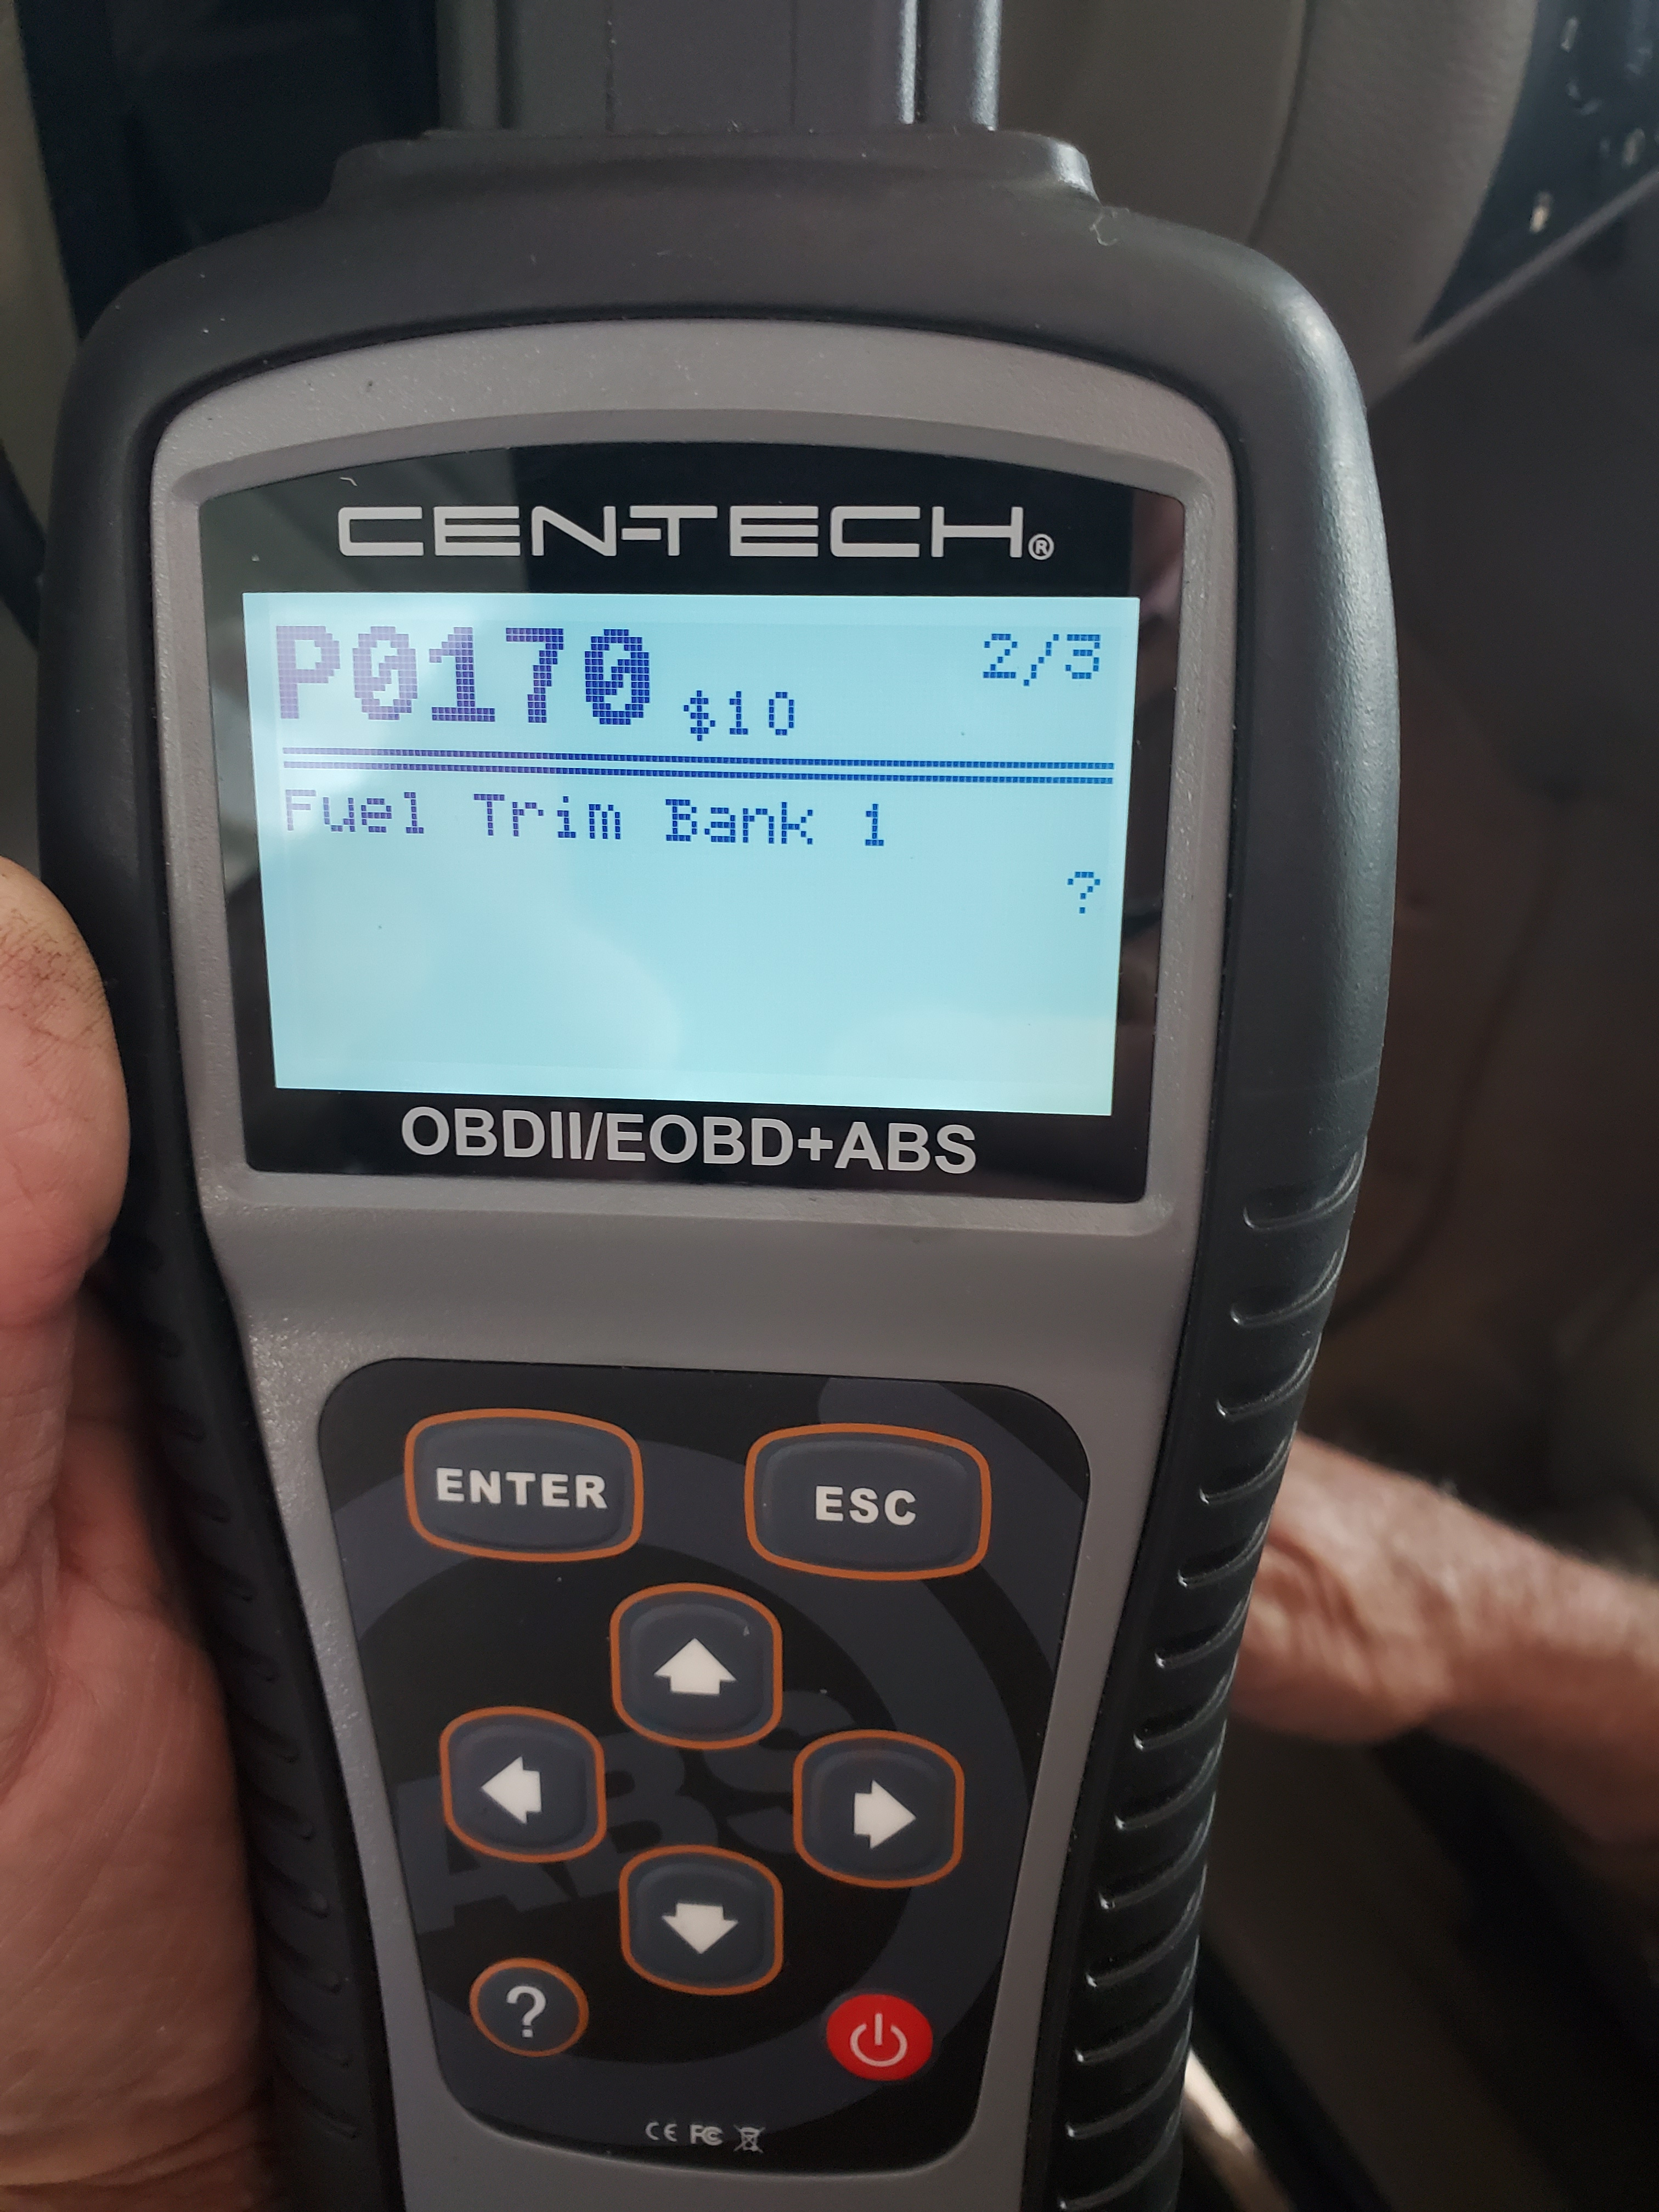 CEN-TECH®
P0170 $10 2/3
Fuel Trim Bank 1
?
OBDII/EOBD+ABS
ENTER ESC
ABS
?
CE FC